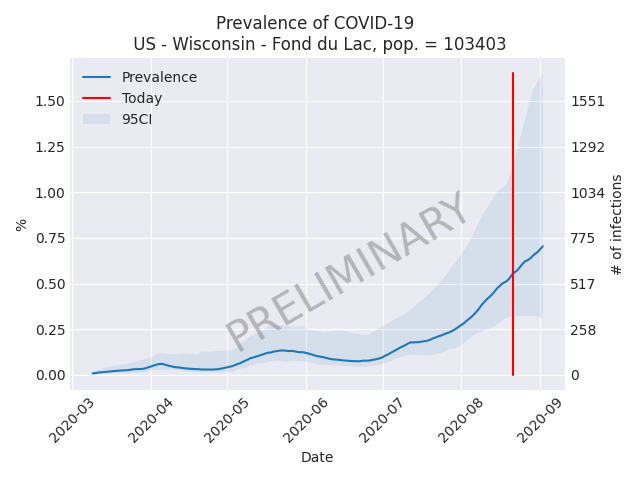 Prevalence of COVID-19
US - Wisconsin - Fond du Lac, pop. = 103403
Prevalence
Today
95CI
PRELIMINARY
%
1.50
1.25
1.00
0.75
0.50
0.25
0.00
1551
1292
1034
775
517
258
0
# of infections
2020-03
2020-04
2020-05
2020-06
2020-07
2020-08
2020-09
Date